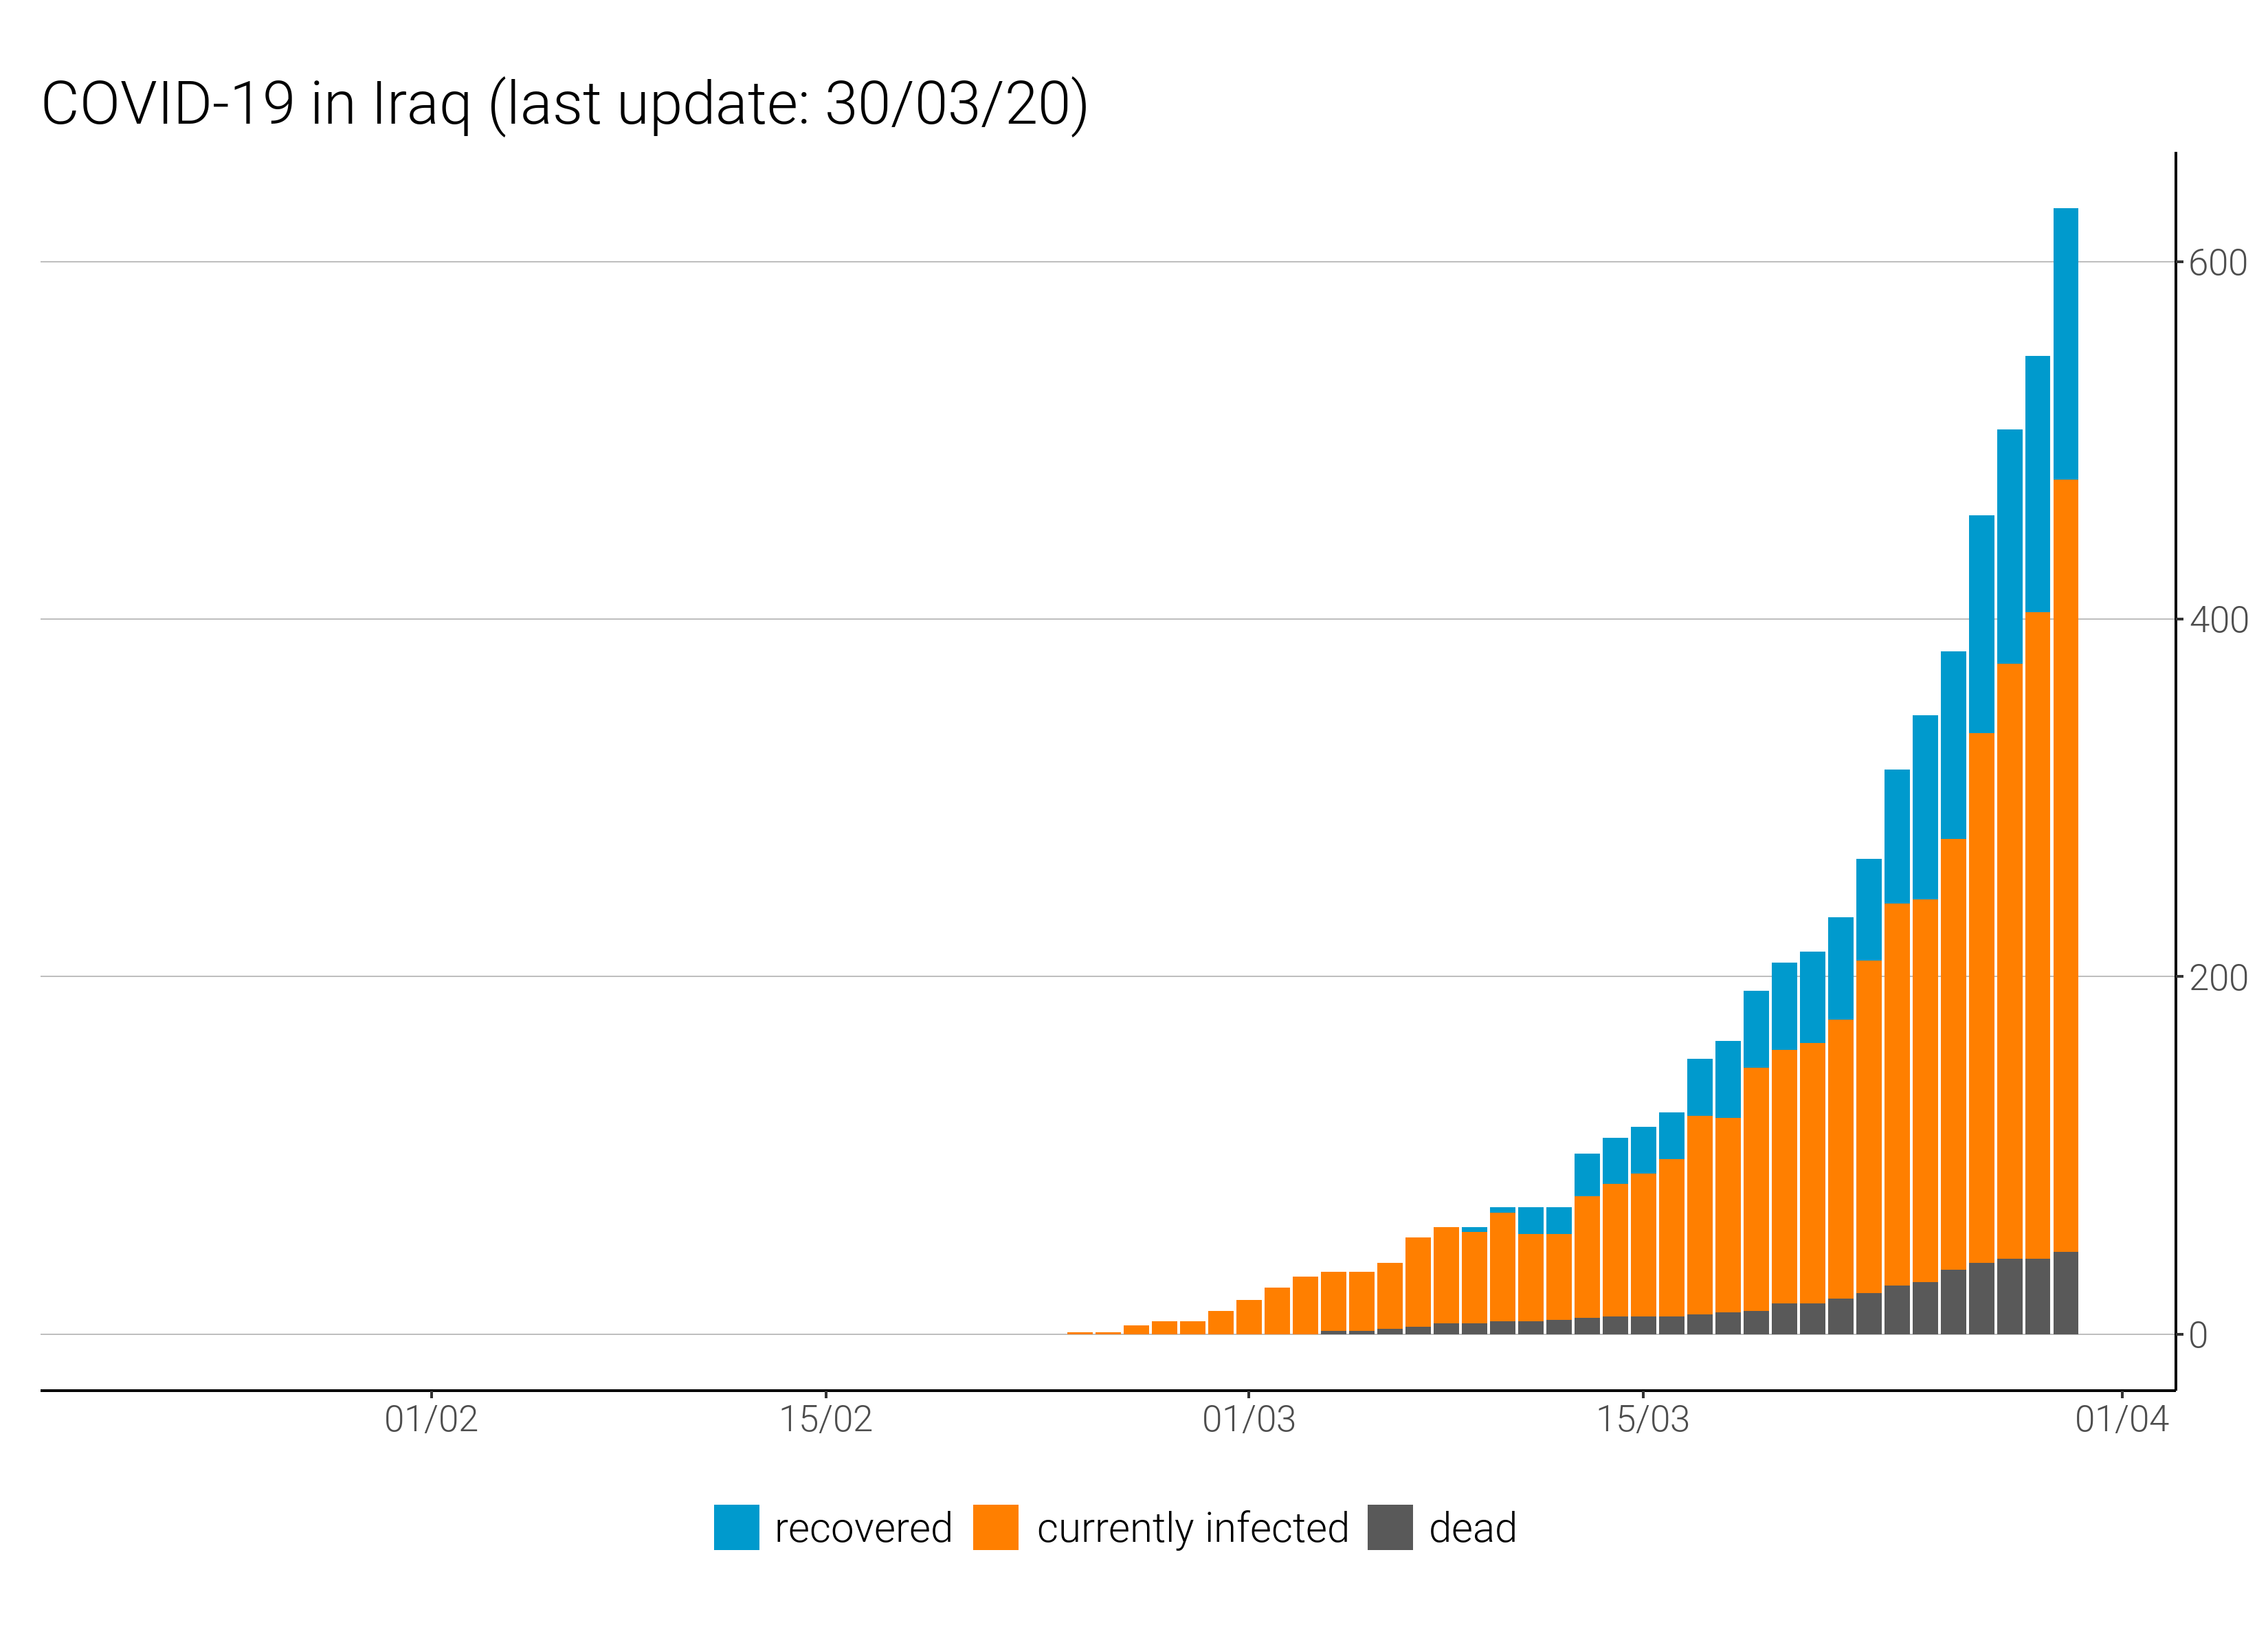 COVID-19 in Iraq (last update: 30/03/20)
600
400
200
0
01/02 15/02 01/03 15/03 01/04
recovered currently infected dead